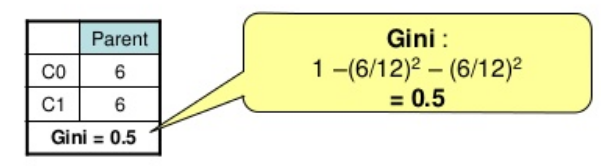 Parent
C0 6
C1 6
Gini = 0.5
Gini :
1 –(6/12)² – (6/12)²
= 0.5